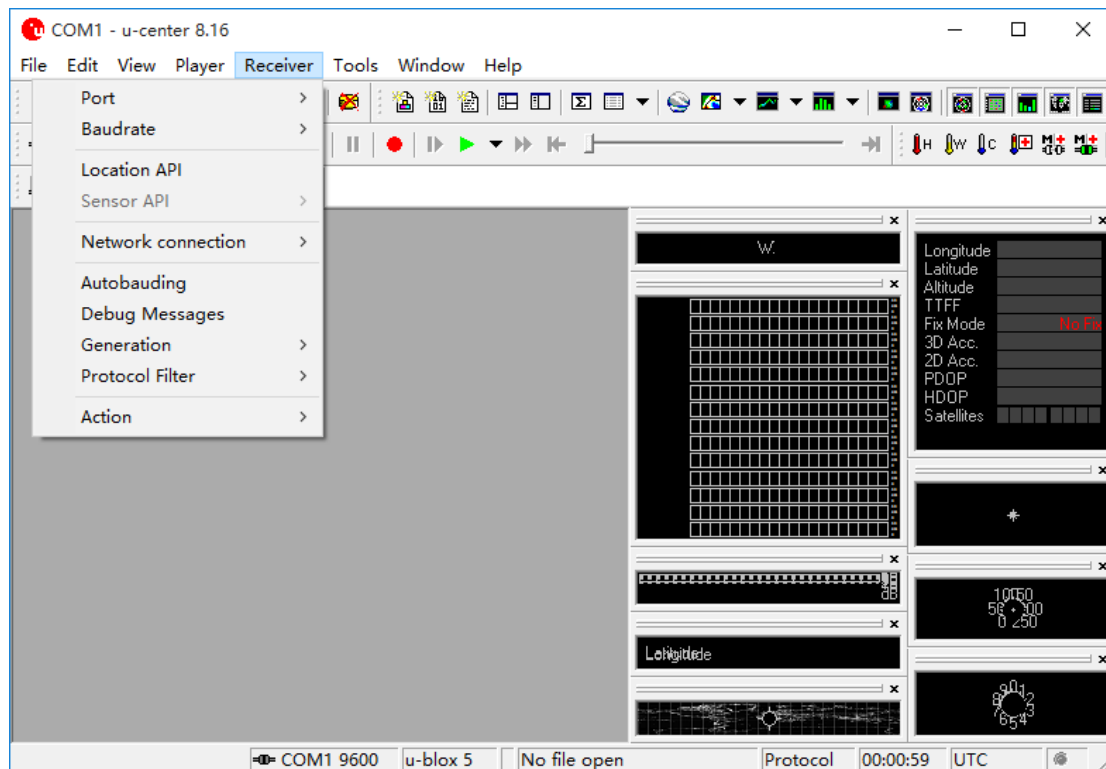 COM1 - u-center 8.16
File Edit View Player Receiver Tools Window Help
Port
Baudrate
Location API
Sensor API
Network connection
Autobauding
Debug Messages
Generation
Protocol Filter
Action
H W C M M
W.
Longitude
Latitude
Altitude
TTFF
Fix Mode No Fix
3D Acc.
2D Acc.
PDOP
HDOP
Satellites
dB
Longitude
COM1 9600 u-blox 5 No file open Protocol 00:00:59 UTC